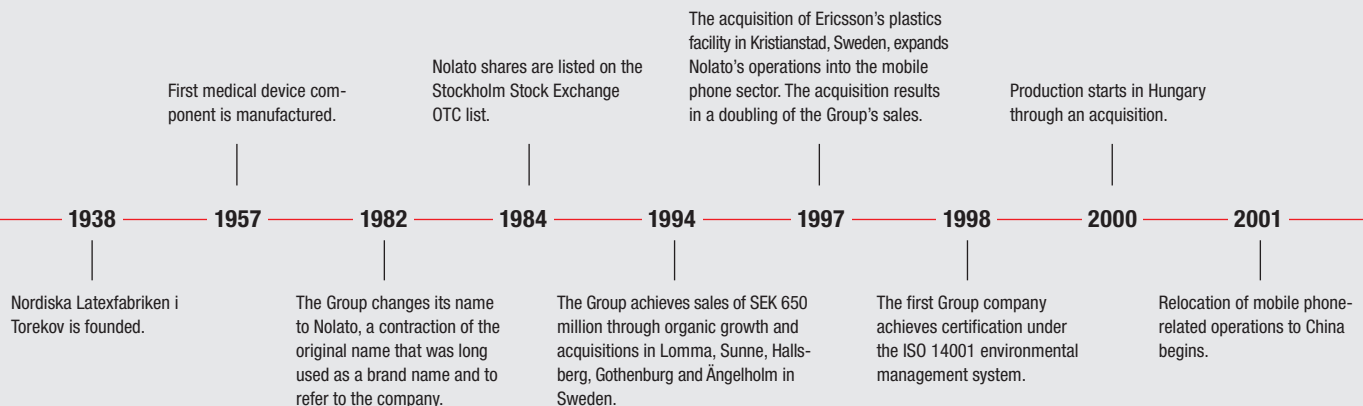 The acquisition of Ericsson's plastics
facility in Kristianstad, Sweden, expands
Nolato's operations into the mobile
phone sector. The acquisition results
in a doubling of the Group's sales.
Nolato shares are listed on the
Stockholm Stock Exchange
OTC list.
First medical device com-
ponent is manufactured.
Production starts in Hungary
through an acquisition.
1938 1957 1982 1984 1994 1997 1998 2000 2001
Nordiska Latexfabriken i
Torekov is founded.
The Group changes its name
to Nolato, a contraction of the
original name that was long
used as a brand name and to
refer to the company.
The Group achieves sales of SEK 650
million through organic growth and
acquisitions in Lomma, Sunne, Halls-
berg, Gothenburg and Ängelholm in
Sweden.
The first Group company
achieves certification under
the ISO 14001 environmental
management system.
Relocation of mobile phone-
related operations to China
begins.